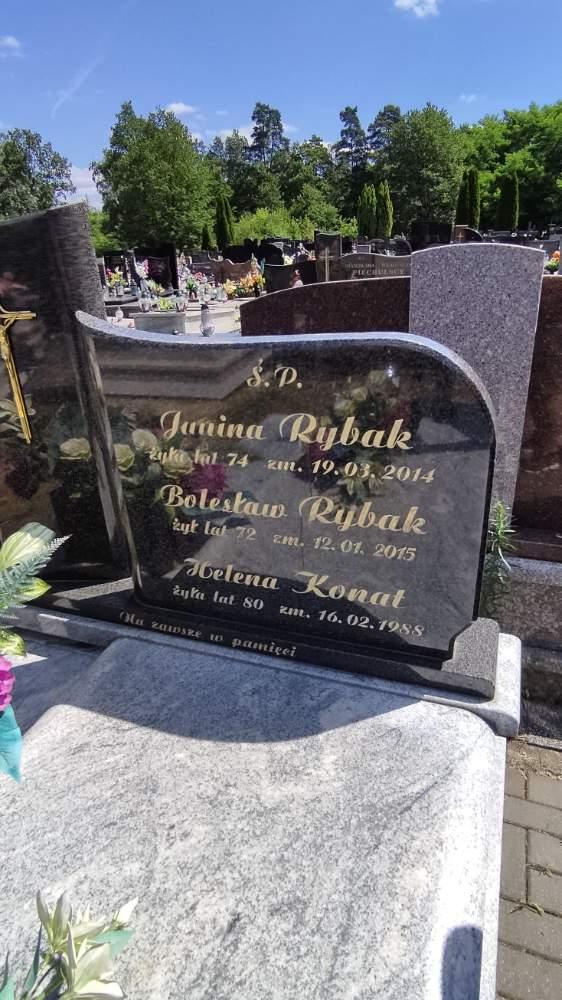 PIECHULSCY
Ś.P.
Janina Rybak
żyła lat 74 zm. 19.03.2014
Bolesław Rybak
żył lat 72 zm. 12.01.2015
Helena Konat
żyła lat 80 zm. 16.02.1988
Na zawsze w pamięci